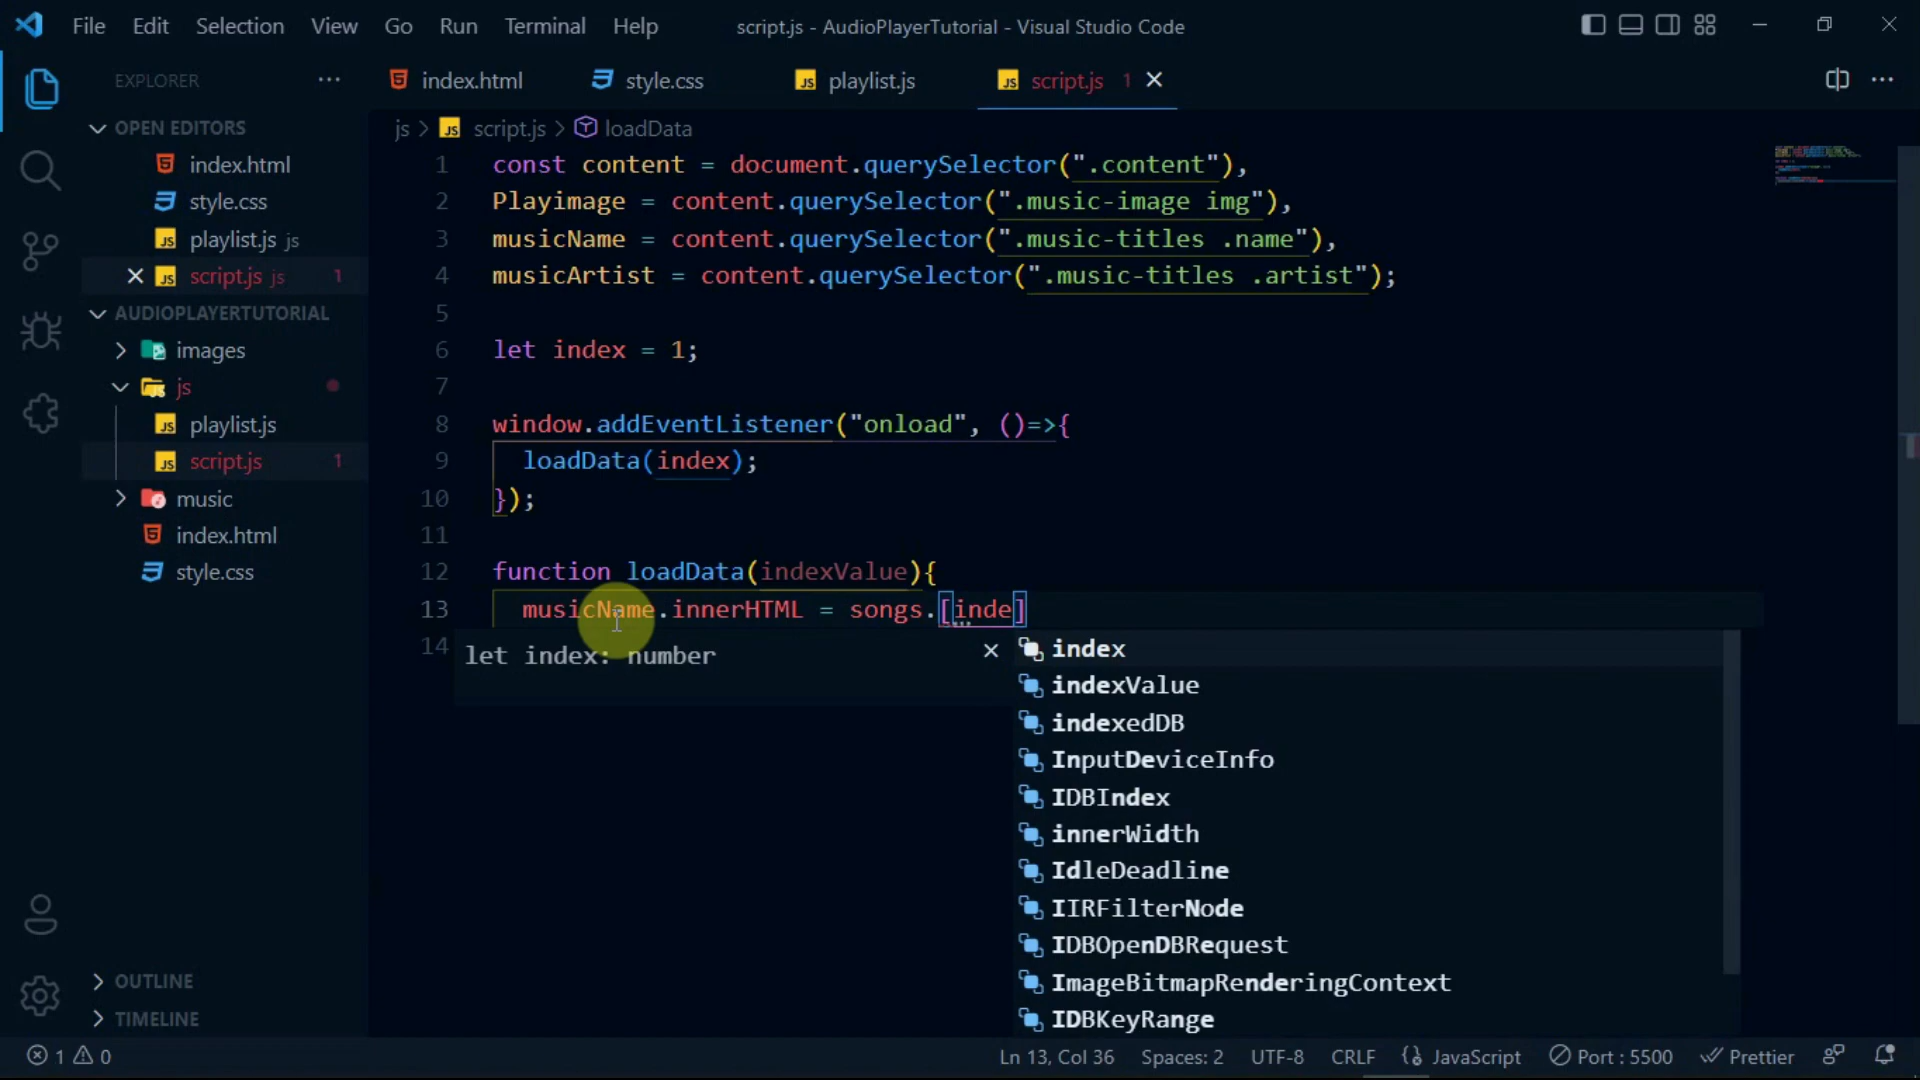 File Edit Selection View Go Run Terminal Help script.js - AudioPlayerTutorial - Visual Studio Code
EXPLORER ··· index.html style.css playlist.js script.js 1
OPEN EDITORS
index.html
style.css
playlist.js js
script.js js 1
AUDIOPLAYERTUTORIAL
images
js
playlist.js
script.js 1
music
index.html
style.css
OUTLINE
TIMELINE
js > script.js > loadData
1 const content = document.querySelector(".content"),
2 Playimage = content.querySelector(".music-image img"),
3 musicName = content.querySelector(".music-titles .name"),
4 musicArtist = content.querySelector(".music-titles .artist");
5
6 let index = 1;
7
8 window.addEventListener("onload", ()=>{
9 loadData(index);
10 });
11
12 function loadData(indexValue){
13 musicName.innerHTML = songs.[inde]
14
let index: number
index
indexValue
indexedDB
InputDeviceInfo
IDBIndex
innerWidth
IdleDeadline
IIRFilterNode
IDBOpenDBRequest
ImageBitmapRenderingContext
IDBKeyRange
1 0 Ln 13, Col 36 Spaces: 2 UTF-8 CRLF JavaScript Port : 5500 Prettier